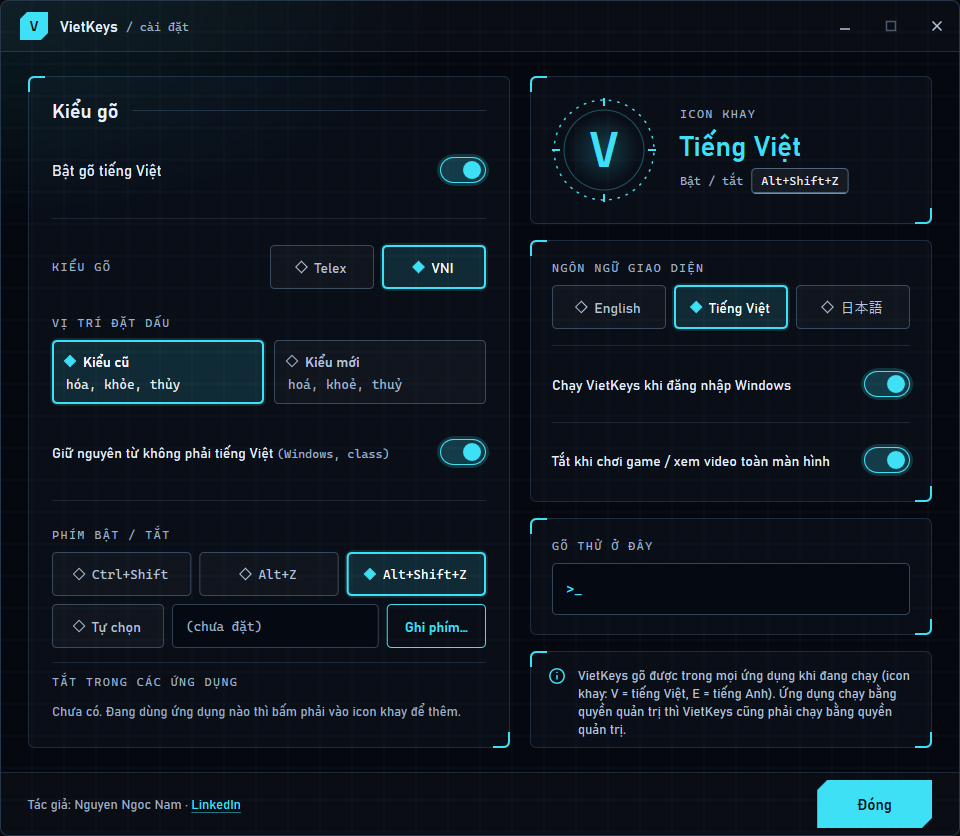 V VietKeys / cài đặt
Kiểu gõ
Bật gõ tiếng Việt
KIỂU GÕ
Telex
VNI
VỊ TRÍ ĐẶT DẤU
Kiểu cũ
hóa, khỏe, thủy
Kiểu mới
hoá, khoẻ, thuỷ
Giữ nguyên từ không phải tiếng Việt (Windows, class)
PHÍM BẬT / TẮT
Ctrl+Shift
Alt+Z
Alt+Shift+Z
Tự chọn
(chưa đặt)
Ghi phím…
TẮT TRONG CÁC ỨNG DỤNG
Chưa có. Đang dùng ứng dụng nào thì bấm phải vào icon khay để thêm.
V
ICON KHAY
Tiếng Việt
Bật / tắt Alt+Shift+Z
NGÔN NGỮ GIAO DIỆN
English
Tiếng Việt
日本語
Chạy VietKeys khi đăng nhập Windows
Tắt khi chơi game / xem video toàn màn hình
GÕ THỬ Ở ĐÂY
>_
VietKeys gõ được trong mọi ứng dụng khi đang chạy (icon
khay: V = tiếng Việt, E = tiếng Anh). Ứng dụng chạy bằng
quyền quản trị thì VietKeys cũng phải chạy bằng quyền
quản trị.
Tác giả: Nguyen Ngoc Nam · LinkedIn
Đóng